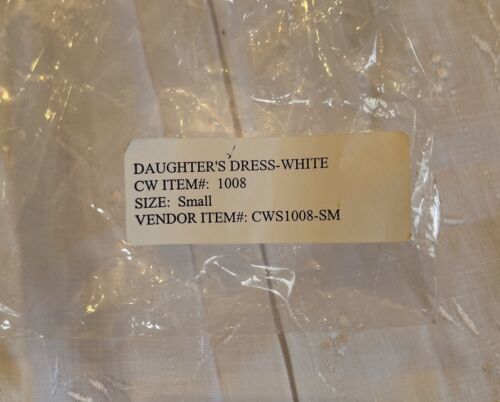 DAUGHTER'S DRESS-WHITE
CW ITEM#: 1008
SIZE: Small
VENDOR ITEM#: CWS1008-SM